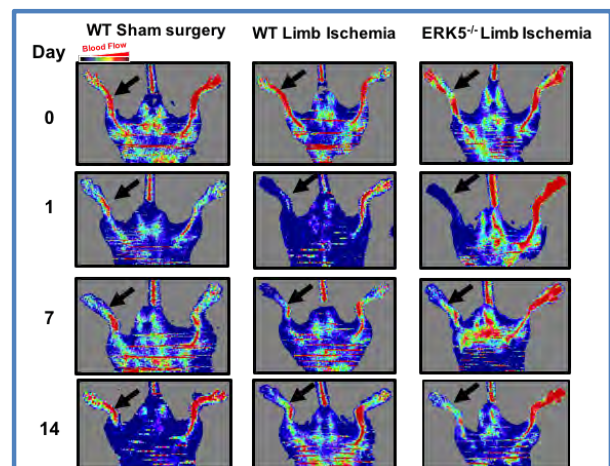 WT Sham surgery WT Limb Ischemia ERK5-/- Limb Ischemia
Day
Blood Flow
0
1
7
14